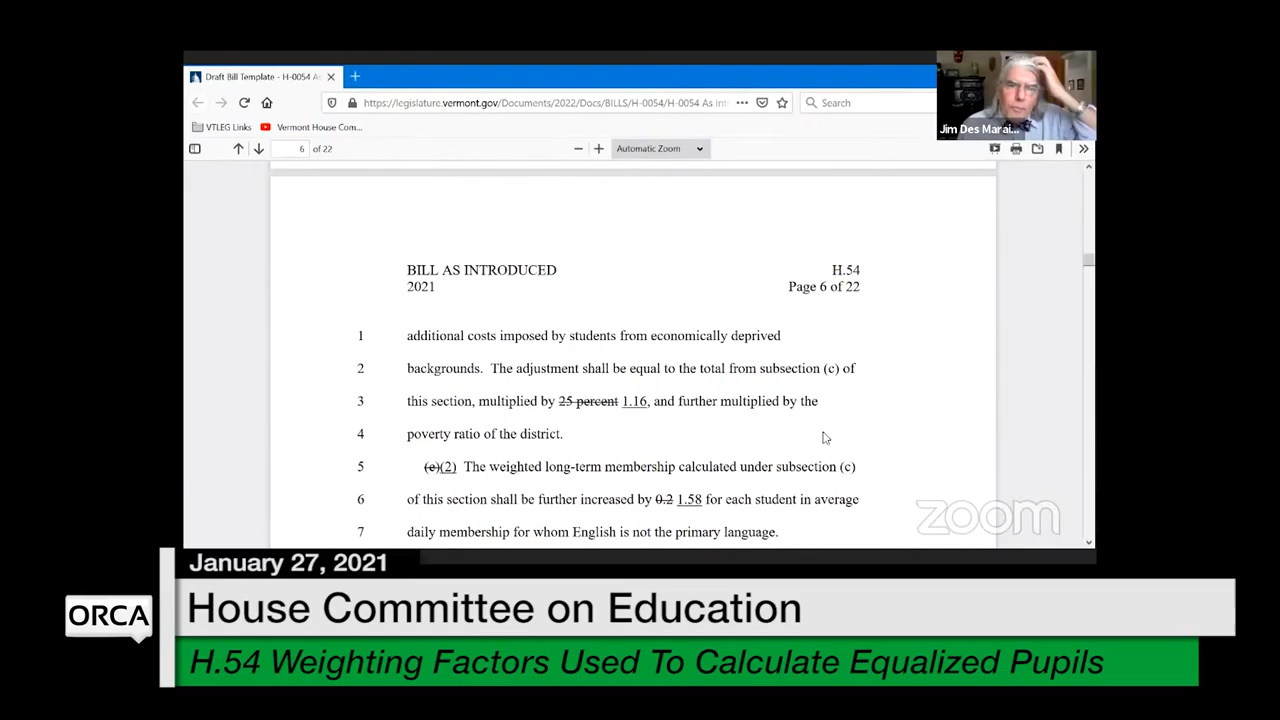 Draft Bill Template - H-0054 As
https://legislature.vermont.gov/Documents/2022/Docs/BILLS/H-0054/H-0054 As Int
Search
VTLEG Links
Vermont House Com...
6 of 22
Automatic Zoom
Jim Des Marai...
BILL AS INTRODUCED H.54
2021 Page 6 of 22
1 additional costs imposed by students from economically deprived
2 backgrounds. The adjustment shall be equal to the total from subsection (c) of
3 this section, multiplied by 25 percent 1.16, and further multiplied by the
4 poverty ratio of the district.
5 (e)(2) The weighted long-term membership calculated under subsection (c)
6 of this section shall be further increased by 0.2 1.58 for each student in average
7 daily membership for whom English is not the primary language.
zoom
January 27, 2021
ORCA
House Committee on Education
H.54 Weighting Factors Used To Calculate Equalized Pupils